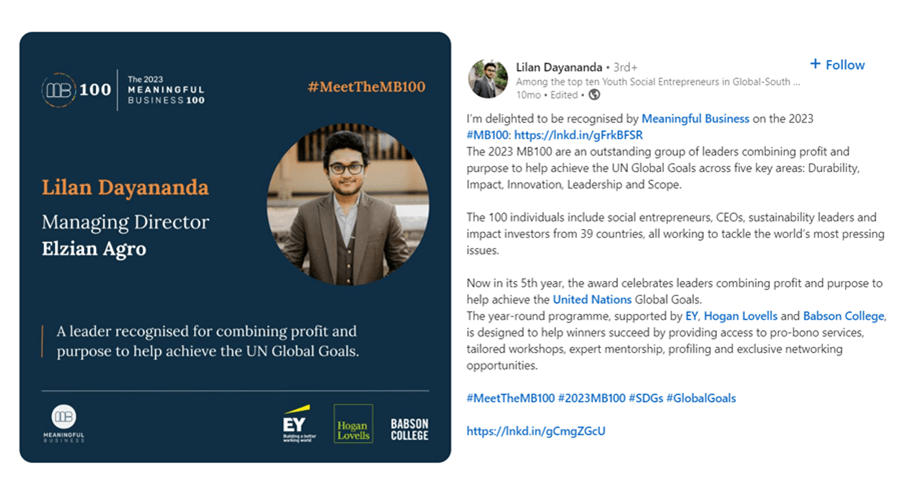 MB 100
The 2023
MEANINGFUL
BUSINESS 100
#MeetTheMB100
Lilan Dayananda
Managing Director
Elzian Agro
A leader recognised for combining profit and
purpose to help achieve the UN Global Goals.
MB
MEANINGFUL
BUSINESS
EY
Building a better
working world
Hogan
Lovells
BABSON
COLLEGE
Lilan Dayananda • 3rd+
+ Follow
Among the top ten Youth Social Entrepreneurs in Global-South ...
10mo • Edited •
I'm delighted to be recognised by Meaningful Business on the 2023
#MB100: https://lnkd.in/gFrkBFSR
The 2023 MB100 are an outstanding group of leaders combining profit and
purpose to help achieve the UN Global Goals across five key areas: Durability,
Impact, Innovation, Leadership and Scope.
The 100 individuals include social entrepreneurs, CEOs, sustainability leaders and
impact investors from 39 countries, all working to tackle the world's most pressing
issues.
Now in its 5th year, the award celebrates leaders combining profit and purpose to
help achieve the United Nations Global Goals.
The year-round programme, supported by EY, Hogan Lovells and Babson College,
is designed to help winners succeed by providing access to pro-bono services,
tailored workshops, expert mentorship, profiling and exclusive networking
opportunities.
#MeetTheMB100 #2023MB100 #SDGs #GlobalGoals
https://lnkd.in/gCmgZGcU